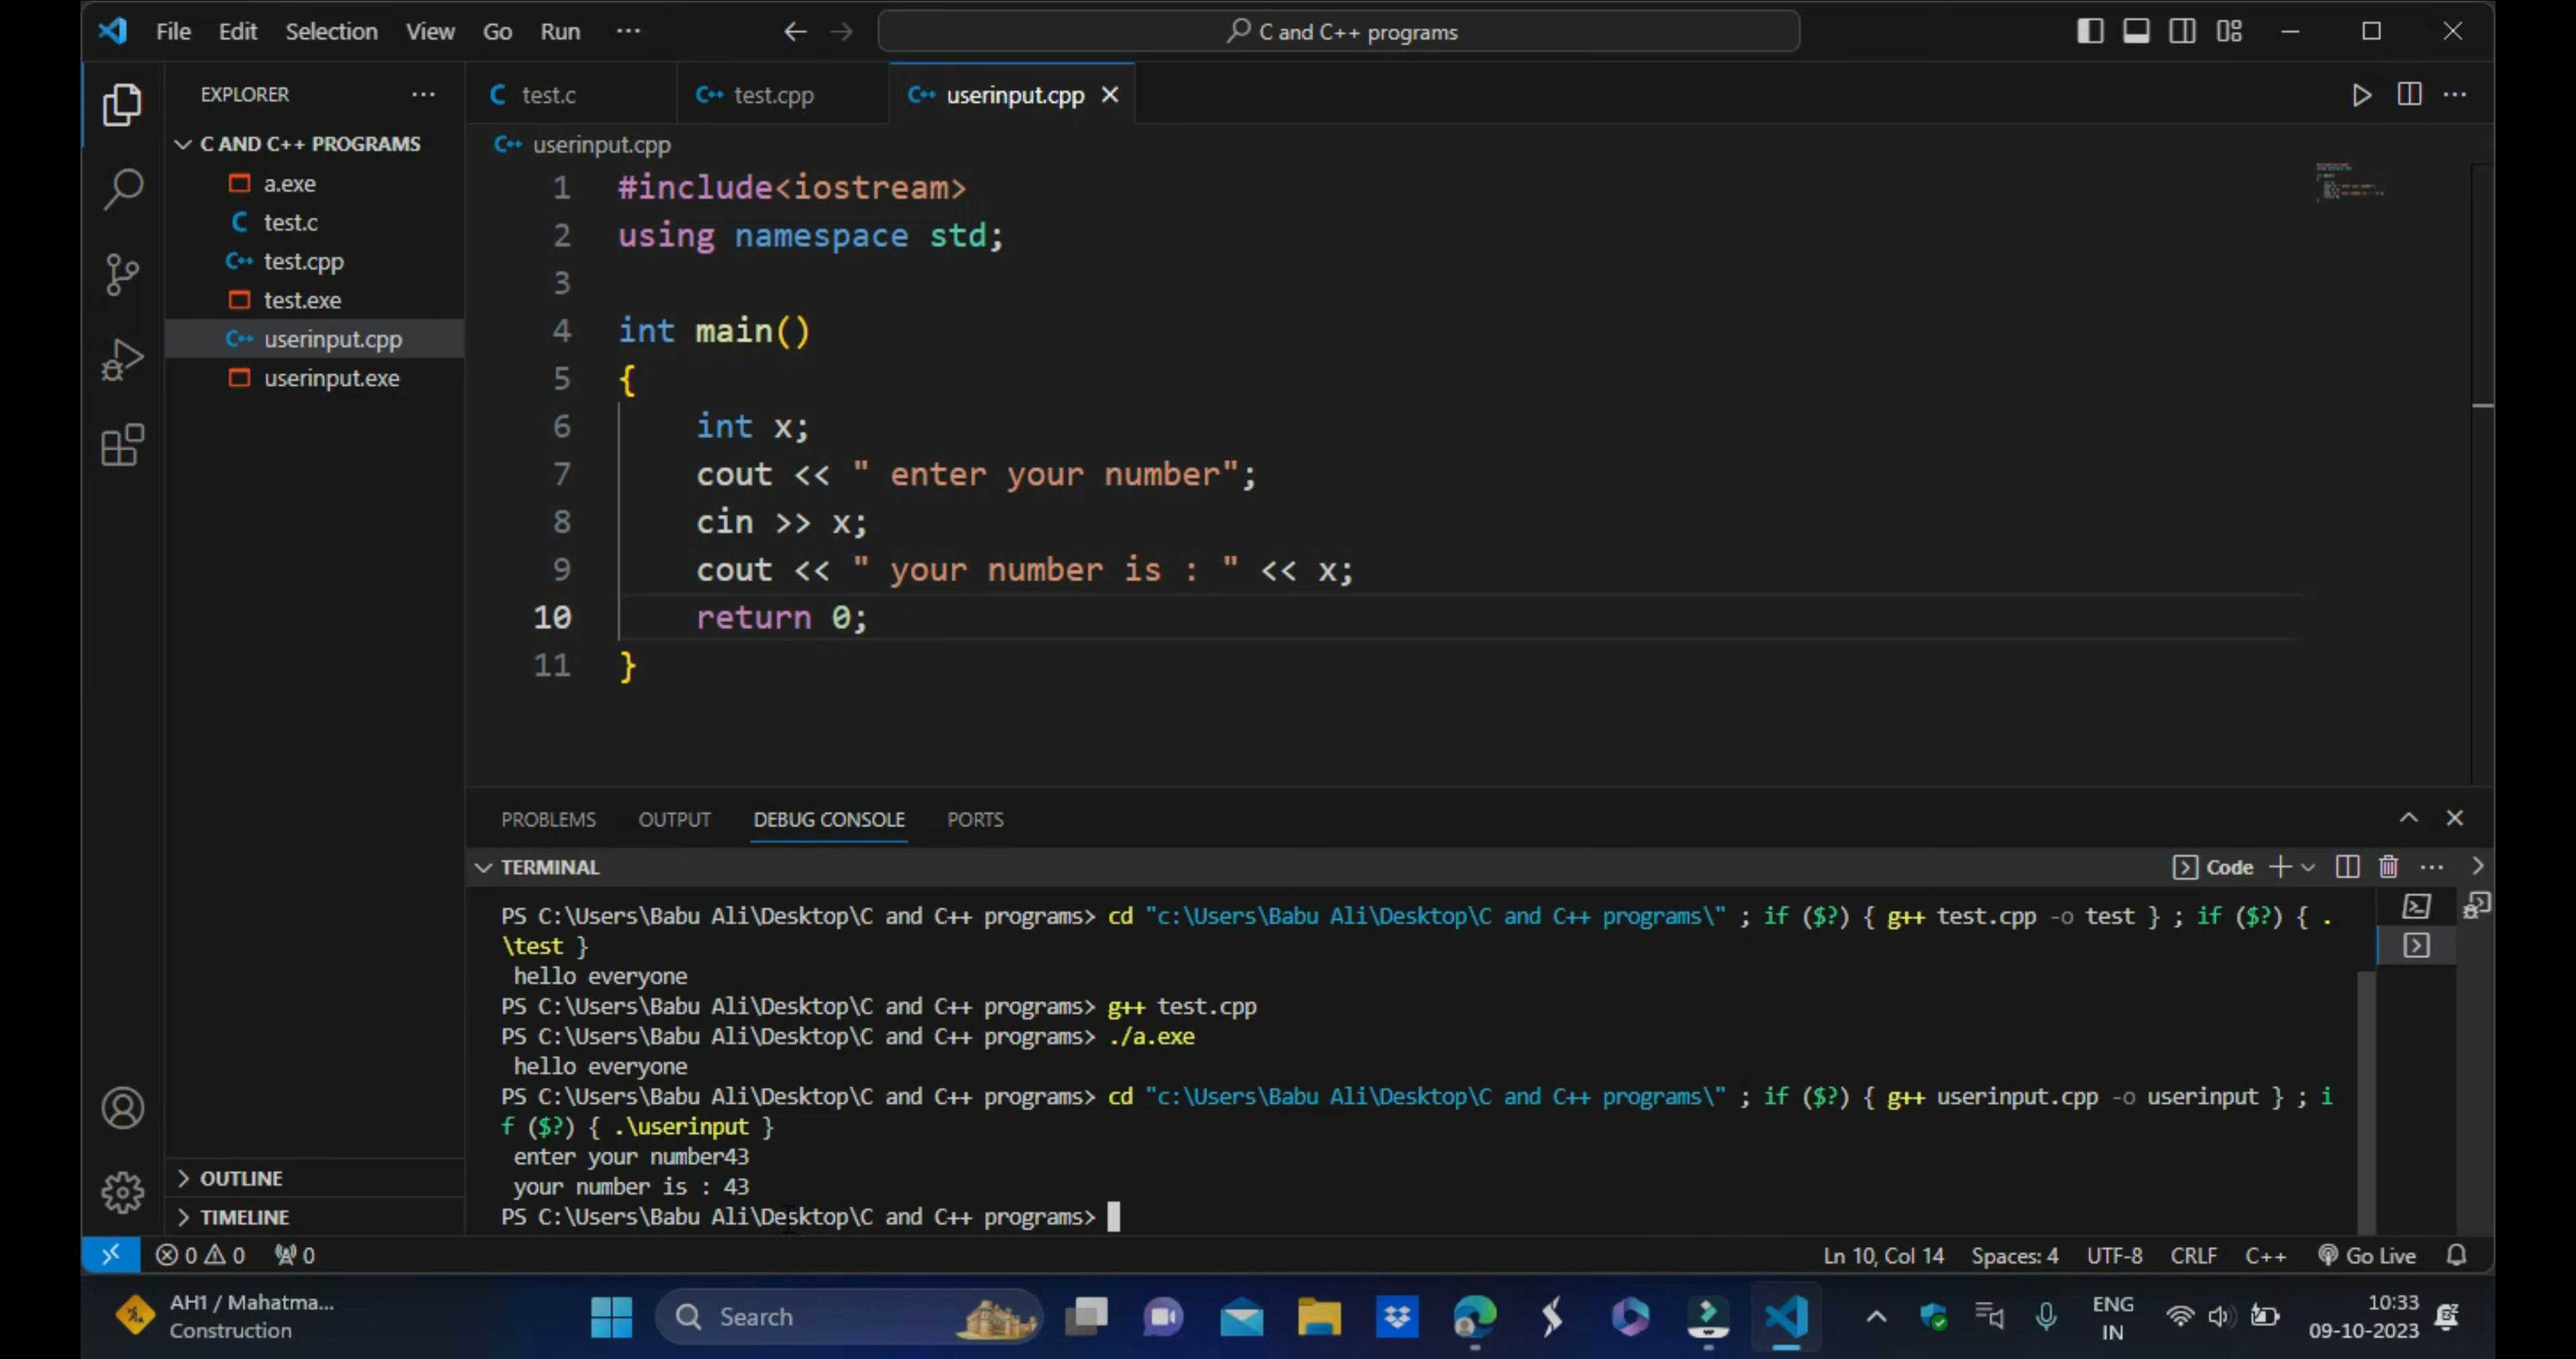 File Edit Selection View Go Run ··· C and C++ programs
EXPLORER ···
C AND C++ PROGRAMS
a.exe
test.c
test.cpp
test.exe
userinput.cpp
userinput.exe
OUTLINE
TIMELINE
test.c test.cpp userinput.cpp
userinput.cpp
1 #include<iostream>
2 using namespace std;
3
4 int main()
5 {
6 int x;
7 cout << " enter your number";
8 cin >> x;
9 cout << " your number is : " << x;
10 return 0;
11 }
PROBLEMS OUTPUT DEBUG CONSOLE PORTS
TERMINAL Code
PS C:\Users\Babu Ali\Desktop\C and C++ programs> cd "c:\Users\Babu Ali\Desktop\C and C++ programs\" ; if ($?) { g++ test.cpp -o test } ; if ($?) { .
\test }
hello everyone
PS C:\Users\Babu Ali\Desktop\C and C++ programs> g++ test.cpp
PS C:\Users\Babu Ali\Desktop\C and C++ programs> ./a.exe
hello everyone
PS C:\Users\Babu Ali\Desktop\C and C++ programs> cd "c:\Users\Babu Ali\Desktop\C and C++ programs\" ; if ($?) { g++ userinput.cpp -o userinput } ; i
f ($?) { .\userinput }
enter your number43
your number is : 43
PS C:\Users\Babu Ali\Desktop\C and C++ programs>
0 0 0 Ln 10, Col 14 Spaces: 4 UTF-8 CRLF C++ Go Live
AH1 / Mahatma...
Construction
Search
ENG
IN
10:33
09-10-2023